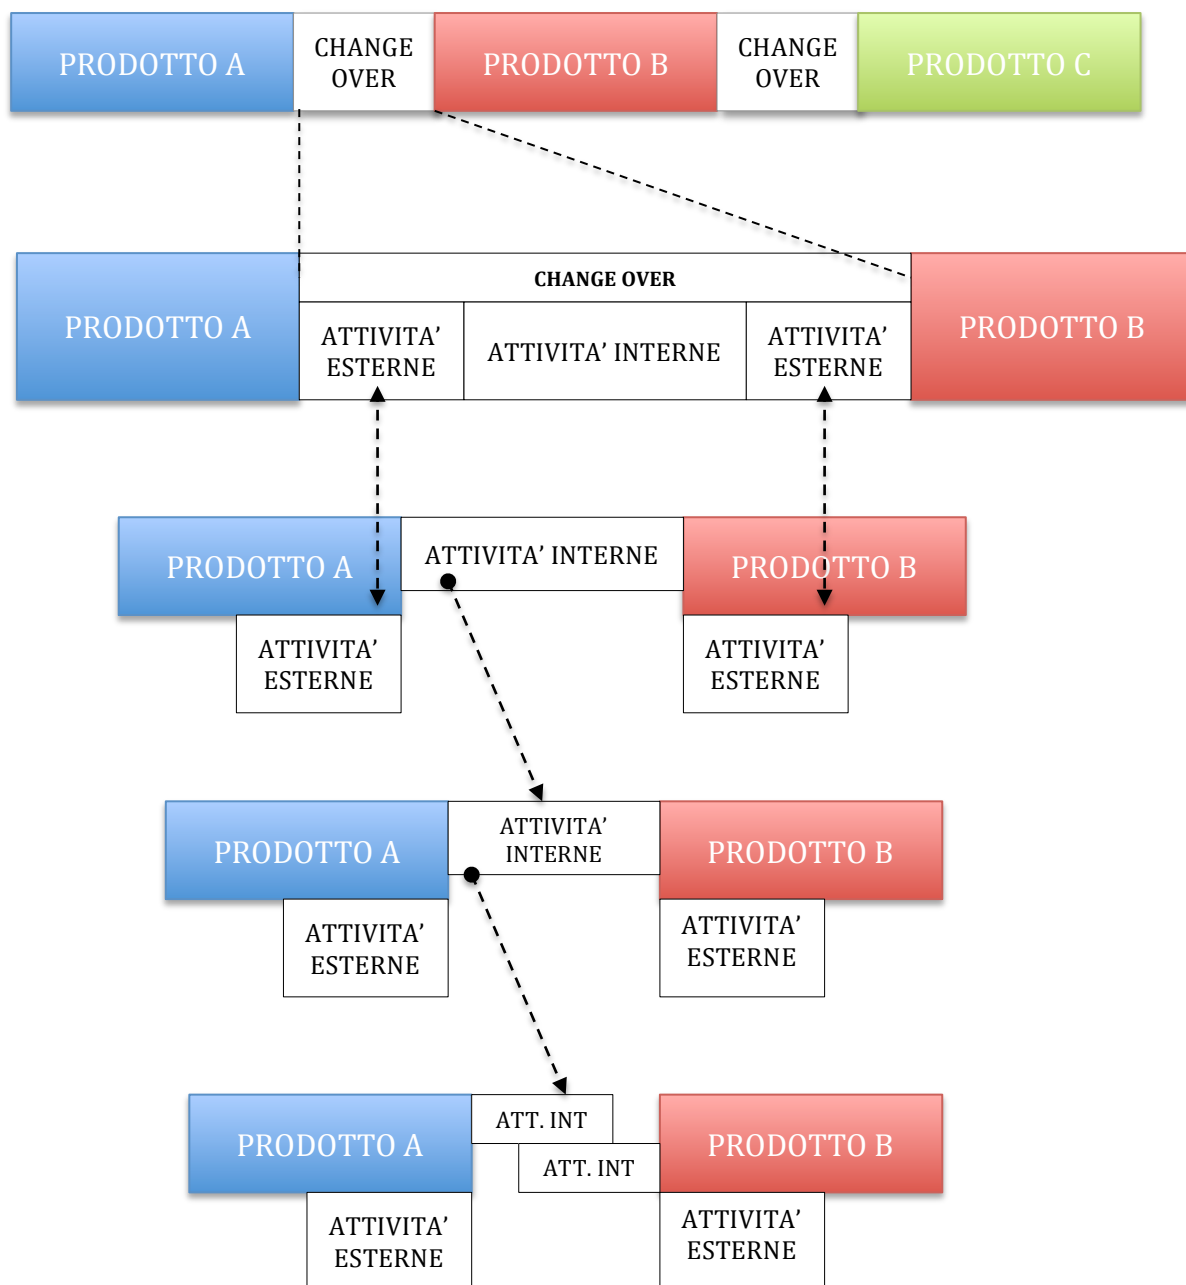 PRODOTTO A
CHANGE
OVER
PRODOTTO B
CHANGE
OVER
PRODOTTO C
PRODOTTO A
CHANGE OVER
ATTIVITA’
ESTERNE
ATTIVITA’ INTERNE
ATTIVITA’
ESTERNE
PRODOTTO B
PRODOTTO A
ATTIVITA’ INTERNE
PRODOTTO B
ATTIVITA’
ESTERNE
ATTIVITA’
ESTERNE
PRODOTTO A
ATTIVITA’
INTERNE
PRODOTTO B
ATTIVITA’
ESTERNE
ATTIVITA’
ESTERNE
PRODOTTO A
ATT. INT
ATT. INT
PRODOTTO B
ATTIVITA’
ESTERNE
ATTIVITA’
ESTERNE